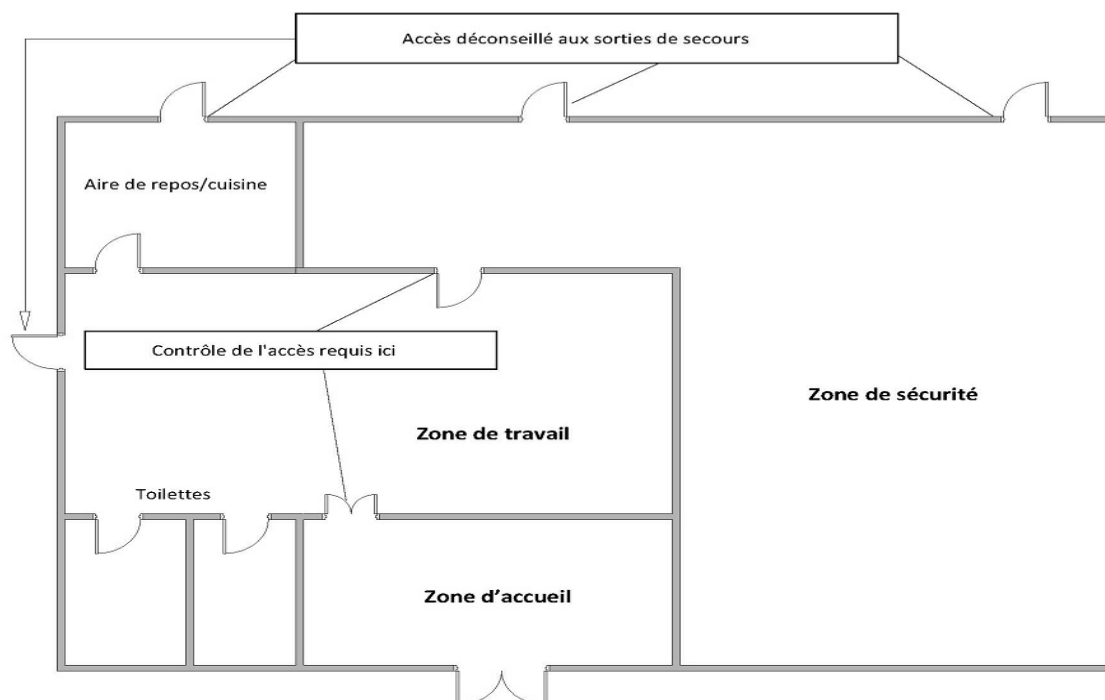 Accès déconseillé aux sorties de secours
Aire de repos/cuisine
Contrôle de l'accès requis ici
Zone de sécurité
Zone de travail
Toilettes
Zone d’accueil